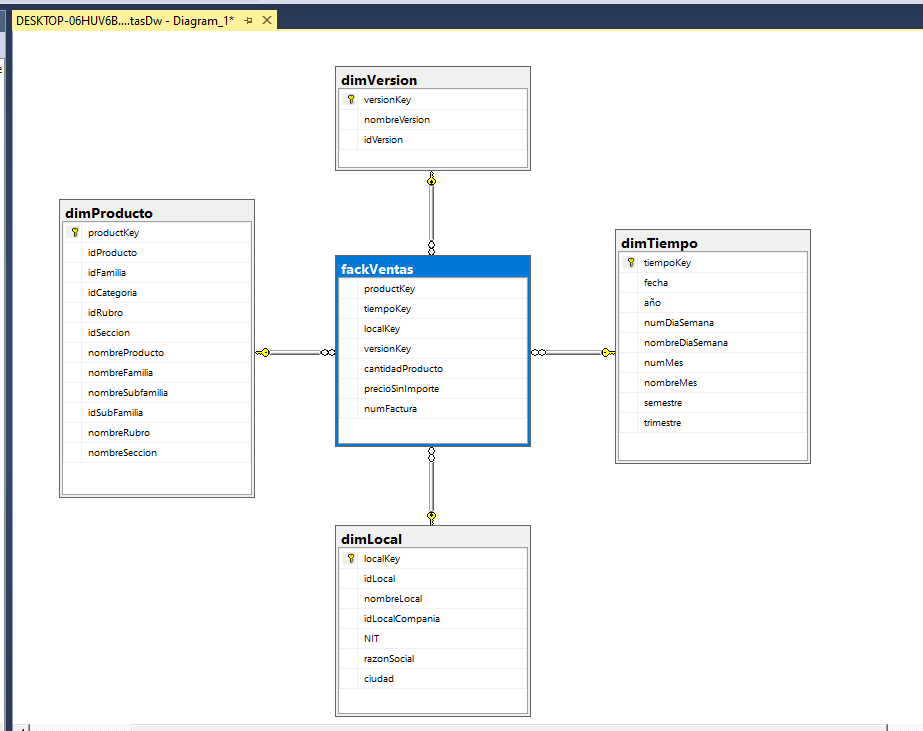 DESKTOP-06HUV6B....tasDw - Diagram_1*
dimVersion
versionKey
nombreVersion
idVersion
dimProducto
productKey
idProducto
idFamilia
idCategoria
idRubro
idSeccion
nombreProducto
nombreFamilia
nombreSubfamilia
idSubFamilia
nombreRubro
nombreSeccion
fackVentas
productKey
tiempoKey
localKey
versionKey
cantidadProducto
precioSinImporte
numFactura
dimTiempo
tiempoKey
fecha
año
numDiaSemana
nombreDiaSemana
numMes
nombreMes
semestre
trimestre
dimLocal
localKey
idLocal
nombreLocal
idLocalCompania
NIT
razonSocial
ciudad